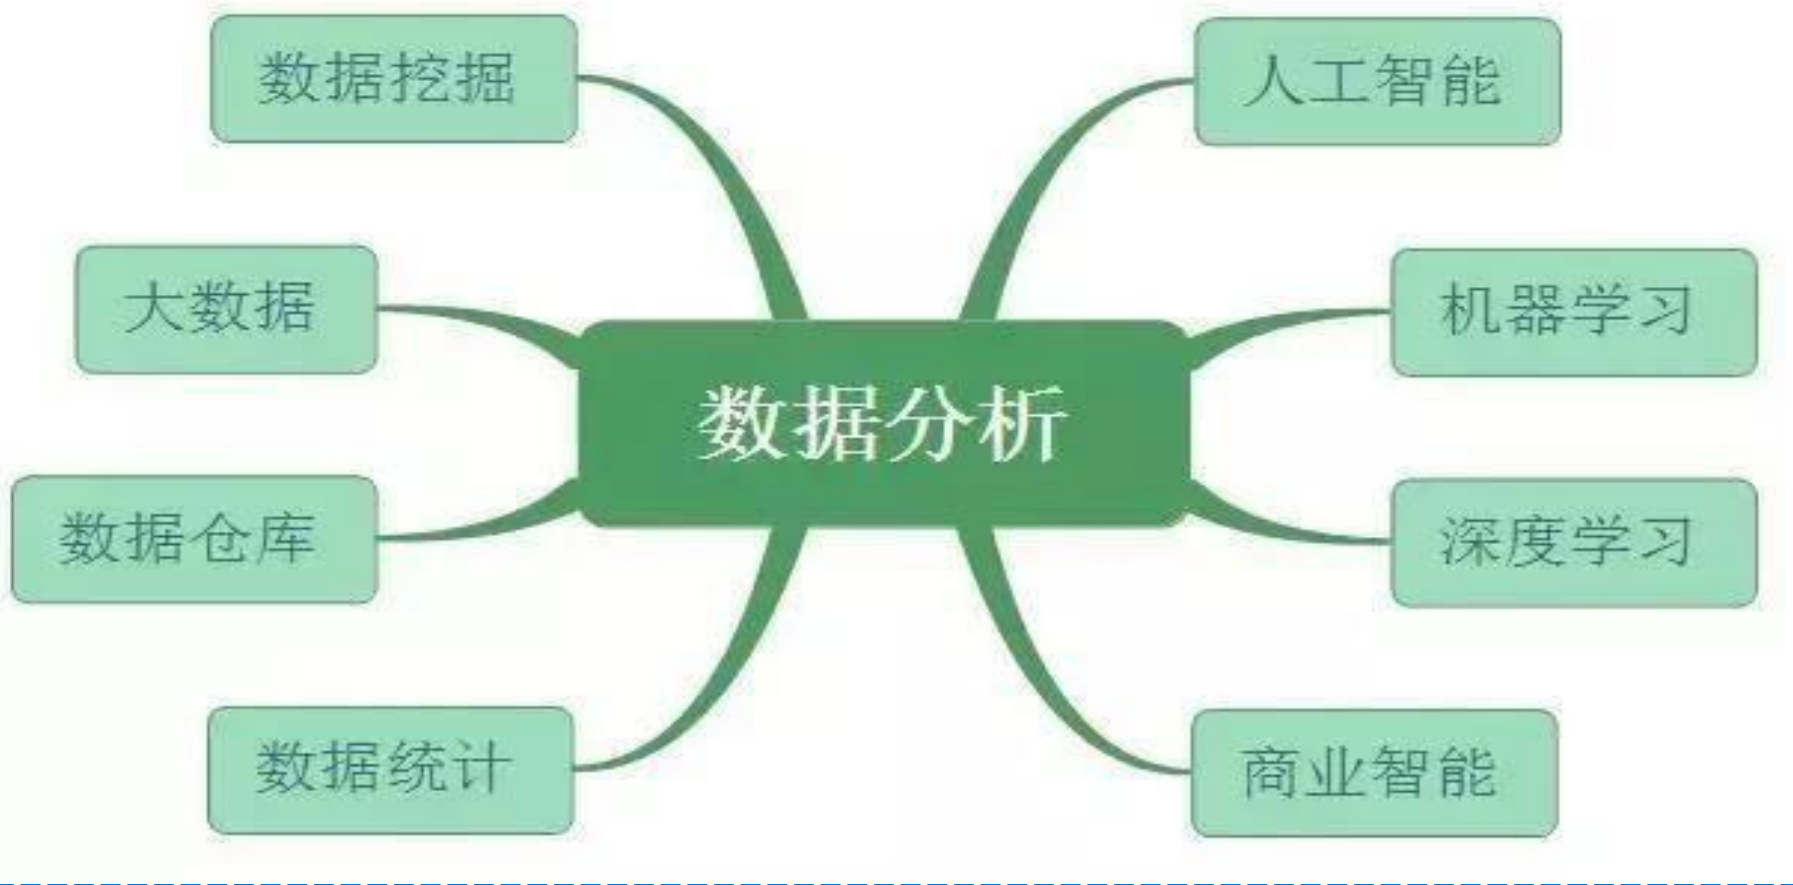 数据挖掘
人工智能
大数据
机器学习
数据分析
数据仓库
深度学习
数据统计
商业智能